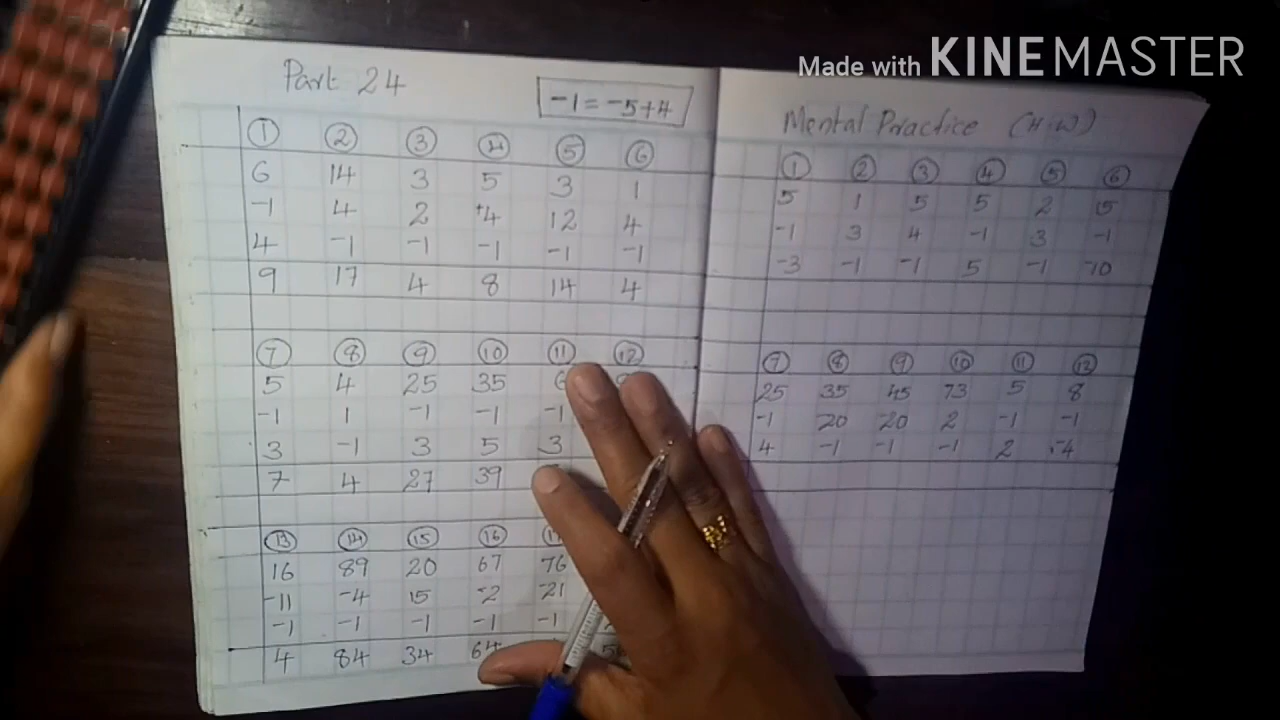 Made with KINEMASTER
Part 24
-1 = -5+4
① ② ③ ④ ⑤ ⑥
6 14 3 5 3 1
-1 4 2 +4 12 4
4 -1 -1 -1 -1 -1
9 17 4 8 14 4
⑦ ⑧ ⑨ ⑩ ⑪ ⑫
5 4 25 35 6
-1 1 -1 -1 -1
3 -1 3 5 3
7 4 27 39
⑬ ⑭ ⑮ ⑯
16 89 20 67 76
-11 -4 15 -2 -21
-1 -1 -1 -1 -1
4 84 34 64
Mental Practice (H.W)
① ② ③ ④ ⑤ ⑥
5 1 5 5 2 15
-1 3 4 -1 3 -1
-3 -1 -1 5 -1 -10
⑦ ⑧ ⑨ ⑩ ⑪ ⑫
25 35 45 73 5 8
-1 20 20 2 -1 -1
4 -1 -1 -1 2 -4